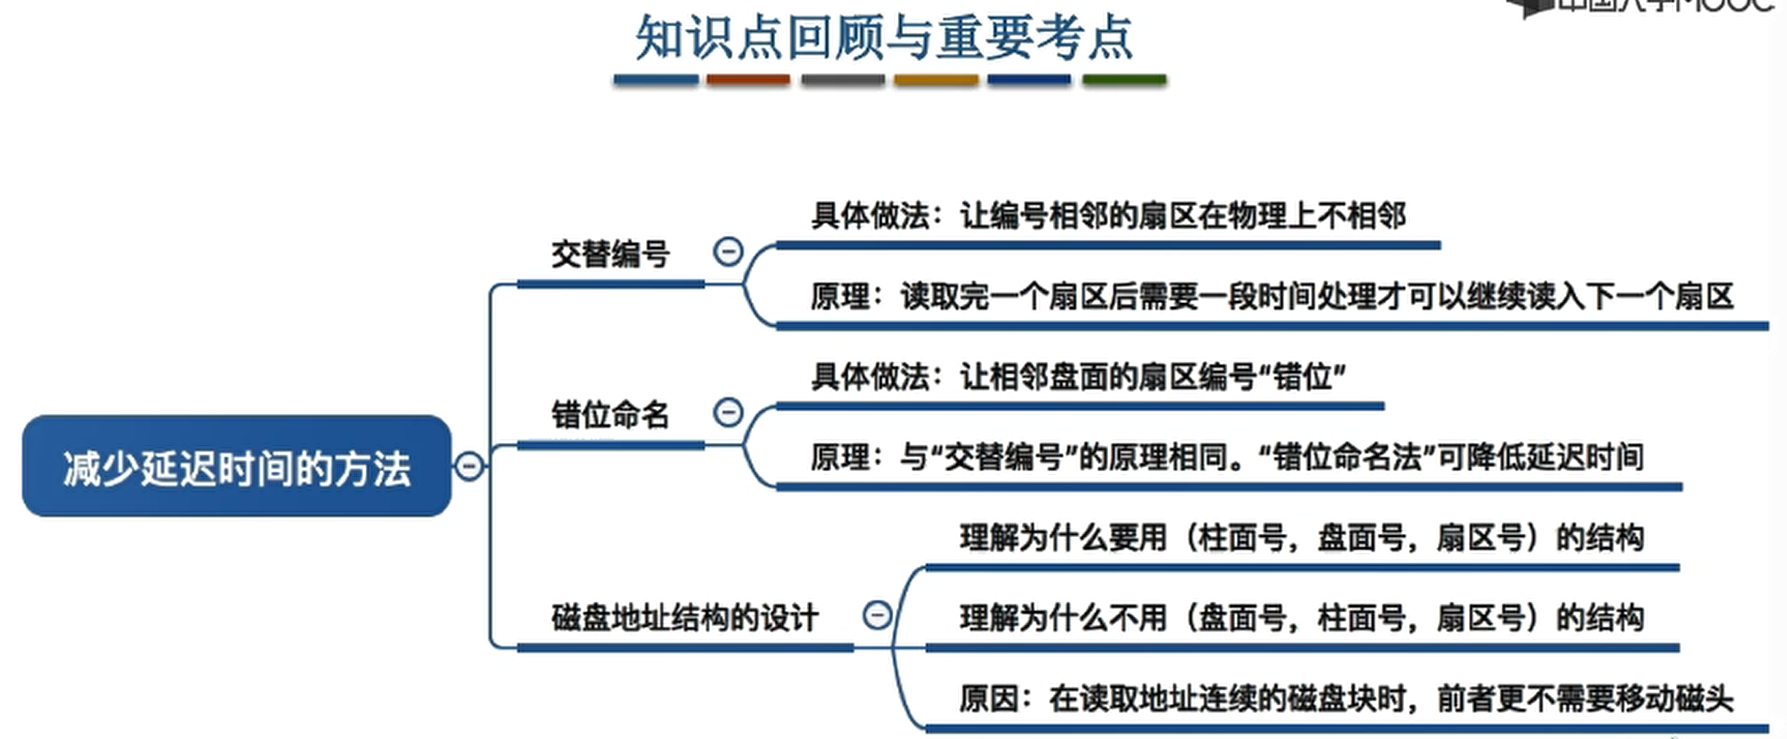 中国大学MOOC
知识点回顾与重要考点
减少延迟时间的方法
交替编号
具体做法：让编号相邻的扇区在物理上不相邻
原理：读取完一个扇区后需要一段时间处理才可以继续读入下一个扇区
错位命名
具体做法：让相邻盘面的扇区编号“错位”
原理：与“交替编号”的原理相同。“错位命名法”可降低延迟时间
磁盘地址结构的设计
理解为什么要用（柱面号，盘面号，扇区号）的结构
理解为什么不用（盘面号，柱面号，扇区号）的结构
原因：在读取地址连续的磁盘块时，前者更不需要移动磁头